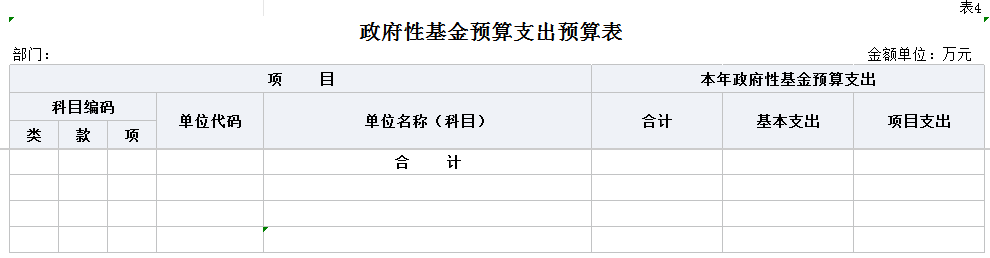 表4
政府性基金预算支出预算表
部门：
金额单位：万元
项 目
本年政府性基金预算支出
科目编码
单位代码
单位名称（科目）
合计
基本支出
项目支出
类
款
项
合 计